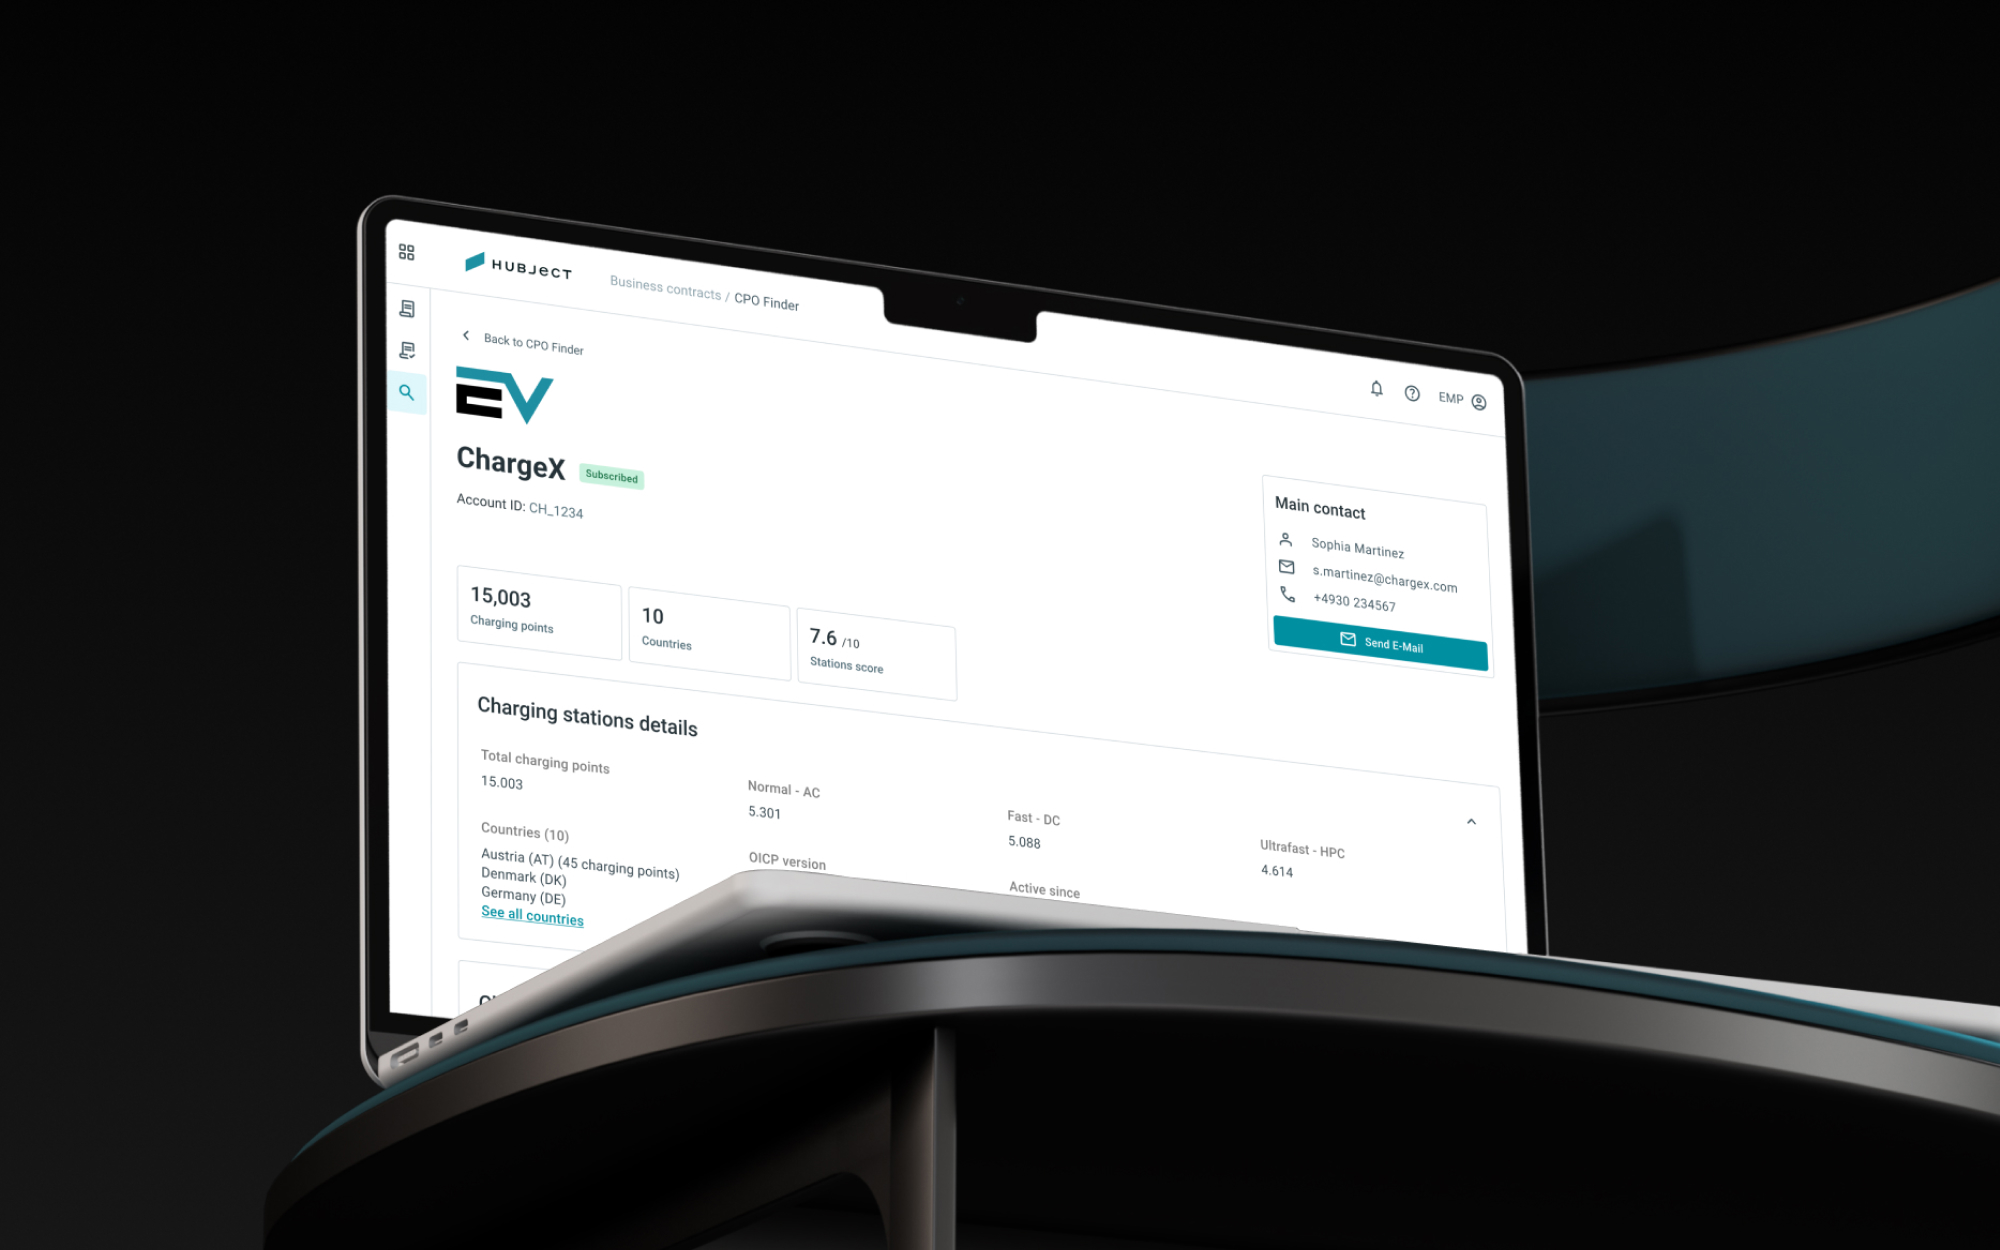 HUBJECT
Business contracts / CPO Finder
EMP
Back to CPO Finder
EV
ChargeX
Subscribed
Account ID: CH_1234
Main contact
Sophia Martinez
s.martinez@chargex.com
+4930 234567
Send E-Mail
15,003
Charging points
10
Countries
7.6 /10
Stations score
Charging stations details
Total charging points
15.003
Normal - AC
5.301
Fast - DC
5.088
Ultrafast - HPC
4.614
Countries (10)
Austria (AT) (45 charging points)
Denmark (DK)
Germany (DE)
See all countries
OICP version
Active since